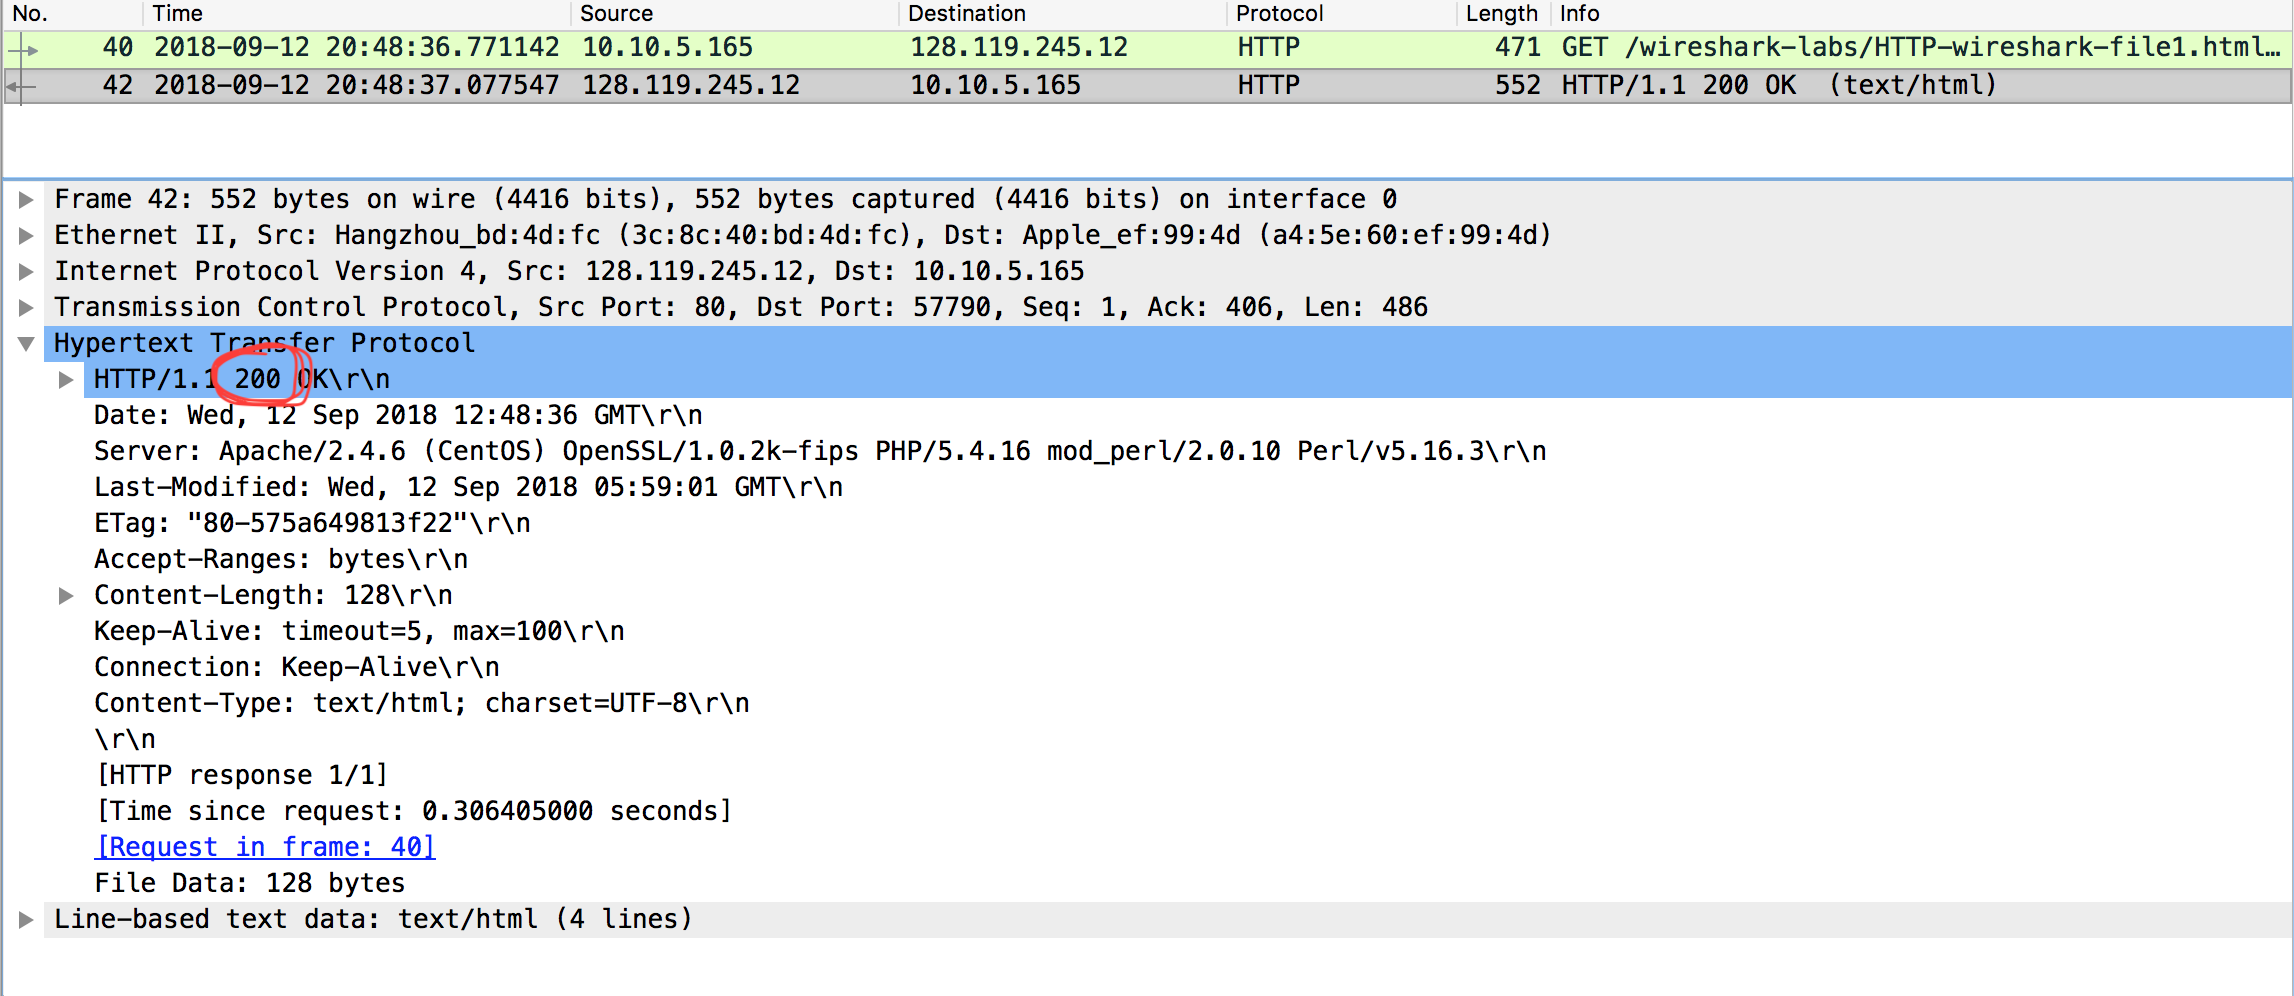 No. Time Source Destination Protocol Length Info
40 2018-09-12 20:48:36.771142 10.10.5.165 128.119.245.12 HTTP 471 GET /wireshark-labs/HTTP-wireshark-file1.html…
42 2018-09-12 20:48:37.077547 128.119.245.12 10.10.5.165 HTTP 552 HTTP/1.1 200 OK (text/html)
Frame 42: 552 bytes on wire (4416 bits), 552 bytes captured (4416 bits) on interface 0
Ethernet II, Src: Hangzhou_bd:4d:fc (3c:8c:40:bd:4d:fc), Dst: Apple_ef:99:4d (a4:5e:60:ef:99:4d)
Internet Protocol Version 4, Src: 128.119.245.12, Dst: 10.10.5.165
Transmission Control Protocol, Src Port: 80, Dst Port: 57790, Seq: 1, Ack: 406, Len: 486
Hypertext Transfer Protocol
HTTP/1.1 200 OK\r\n
Date: Wed, 12 Sep 2018 12:48:36 GMT\r\n
Server: Apache/2.4.6 (CentOS) OpenSSL/1.0.2k-fips PHP/5.4.16 mod_perl/2.0.10 Perl/v5.16.3\r\n
Last-Modified: Wed, 12 Sep 2018 05:59:01 GMT\r\n
ETag: "80-575a649813f22"\r\n
Accept-Ranges: bytes\r\n
Content-Length: 128\r\n
Keep-Alive: timeout=5, max=100\r\n
Connection: Keep-Alive\r\n
Content-Type: text/html; charset=UTF-8\r\n
\r\n
[HTTP response 1/1]
[Time since request: 0.306405000 seconds]
[Request in frame: 40]
File Data: 128 bytes
Line-based text data: text/html (4 lines)